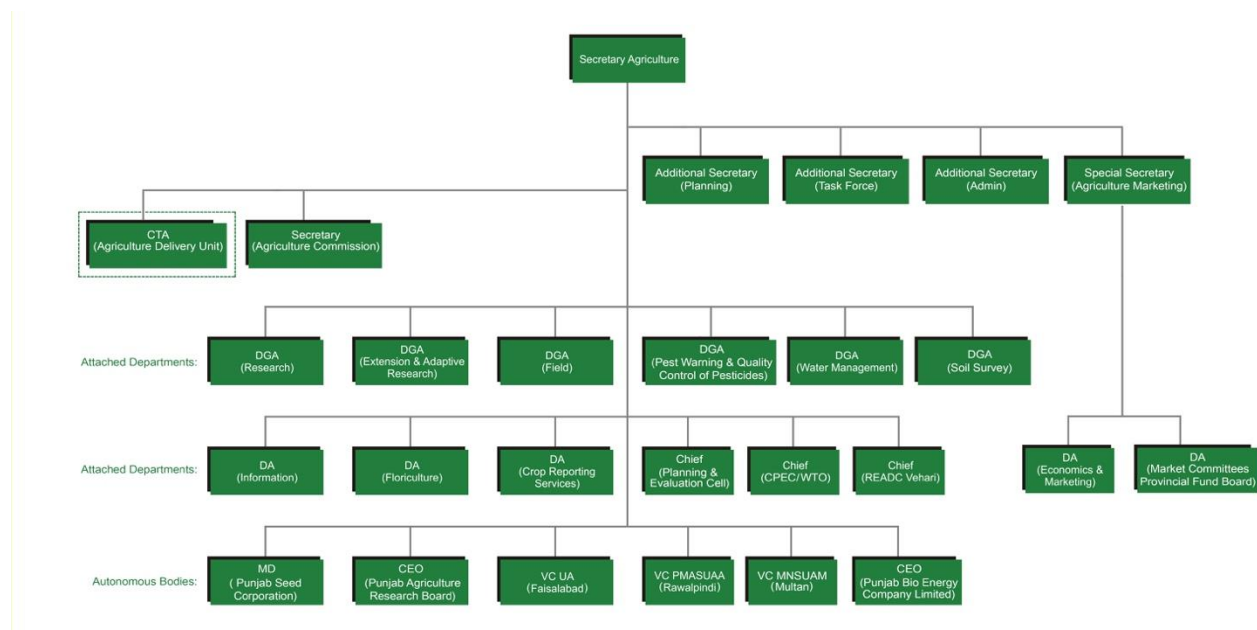 Secretary Agriculture
Additional Secretary
(Planning)
Additional Secretary
(Task Force)
Additional Secretary
(Admin)
Special Secretary
(Agriculture Marketing)
CTA
(Agriculture Delivery Unit)
Secretary
(Agriculture Commission)
Attached Departments:
DGA
(Research)
DGA
(Extension & Adaptive
Research)
DGA
(Field)
DGA
(Pest Warning & Quality
Control of Pesticides)
DGA
(Water Management)
DGA
(Soil Survey)
Attached Departments:
DA
(Information)
DA
(Floriculture)
DA
(Crop Reporting
Services)
Chief
(Planning &
Evaluation Cell)
Chief
(CPEC/WTO)
Chief
(READC Vehari)
DA
(Economics &
Marketing)
DA
(Market Committees
Provincial Fund Board)
Autonomous Bodies:
MD
( Punjab Seed
Corporation)
CEO
(Punjab Agriculture
Research Board)
VC UA
(Faisalabad)
VC PMASUAA
(Rawalpindi)
VC MNSUAM
(Multan)
CEO
(Punjab Bio Energy
Company Limited)